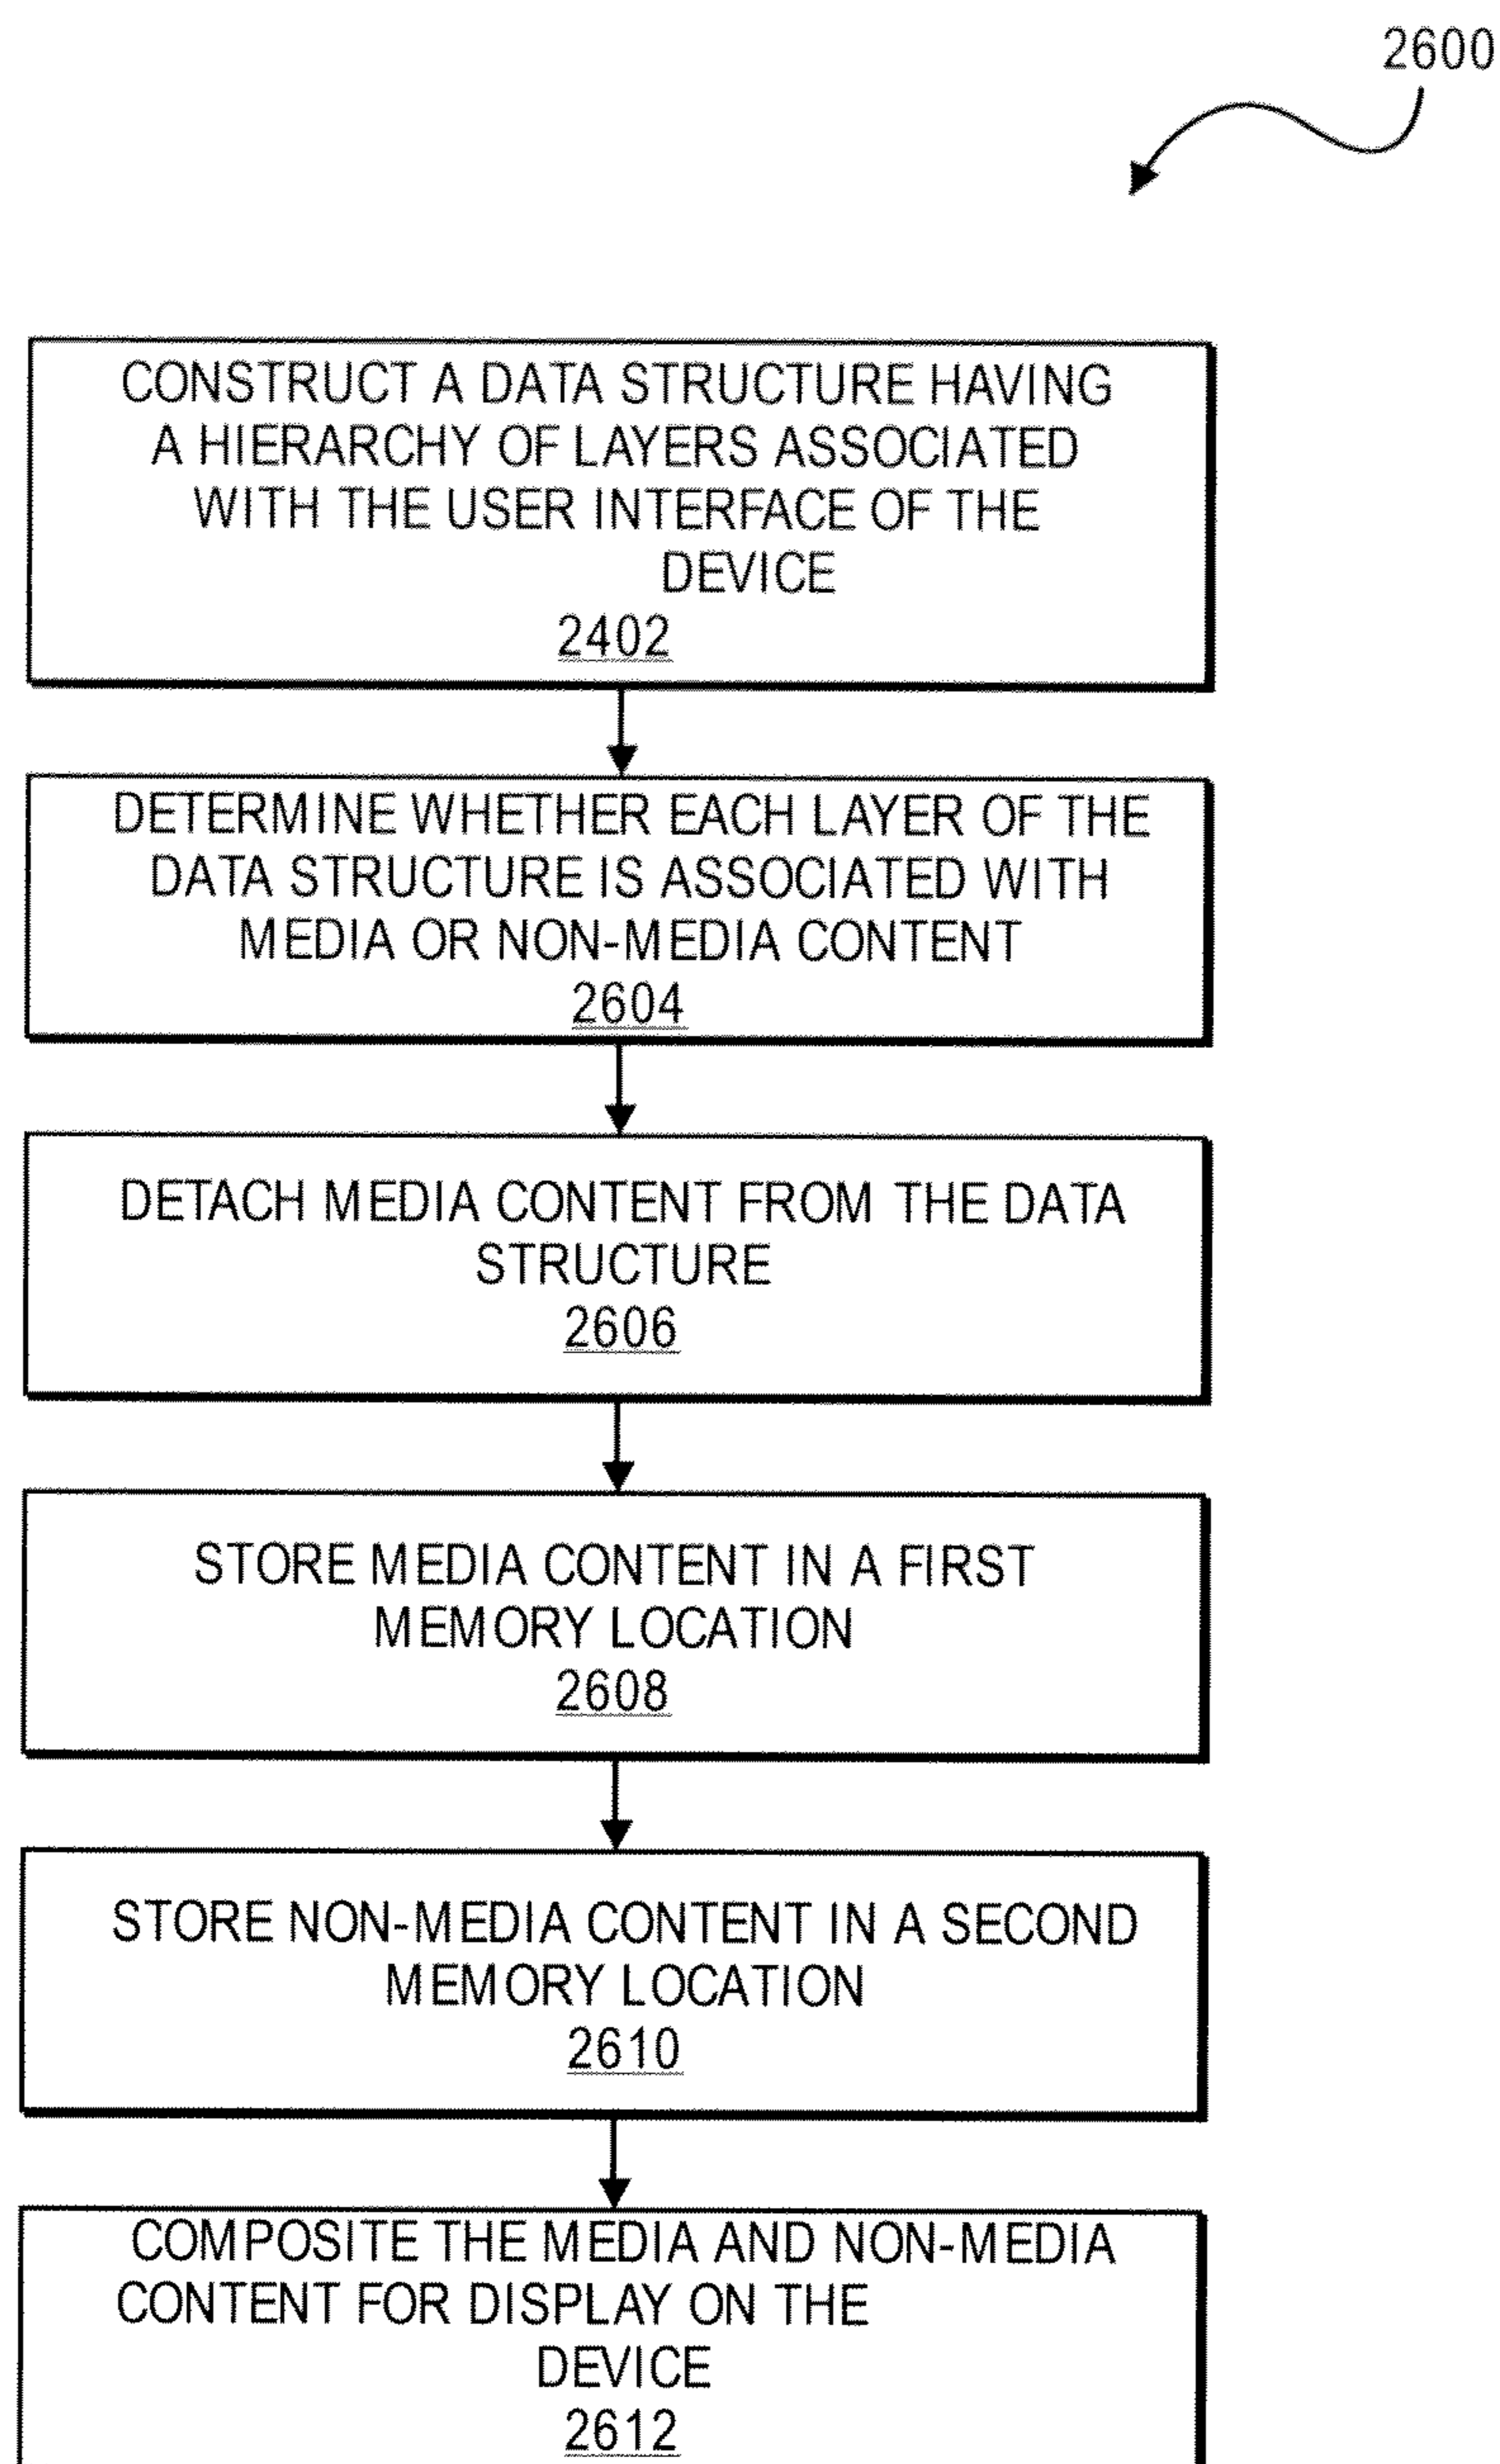 2600
CONSTRUCT A DATA STRUCTURE HAVING
A HIERARCHY OF LAYERS ASSOCIATED
WITH THE USER INTERFACE OF THE
DEVICE
2402
DETERMINE WHETHER EACH LAYER OF THE
DATA STRUCTURE IS ASSOCIATED WITH
MEDIA OR NON-MEDIA CONTENT
2604
DETACH MEDIA CONTENT FROM THE DATA
STRUCTURE
2606
STORE MEDIA CONTENT IN A FIRST
MEMORY LOCATION
2608
STORE NON-MEDIA CONTENT IN A SECOND
MEMORY LOCATION
2610
COMPOSITE THE MEDIA AND NON-MEDIA
CONTENT FOR DISPLAY ON THE
DEVICE
2612